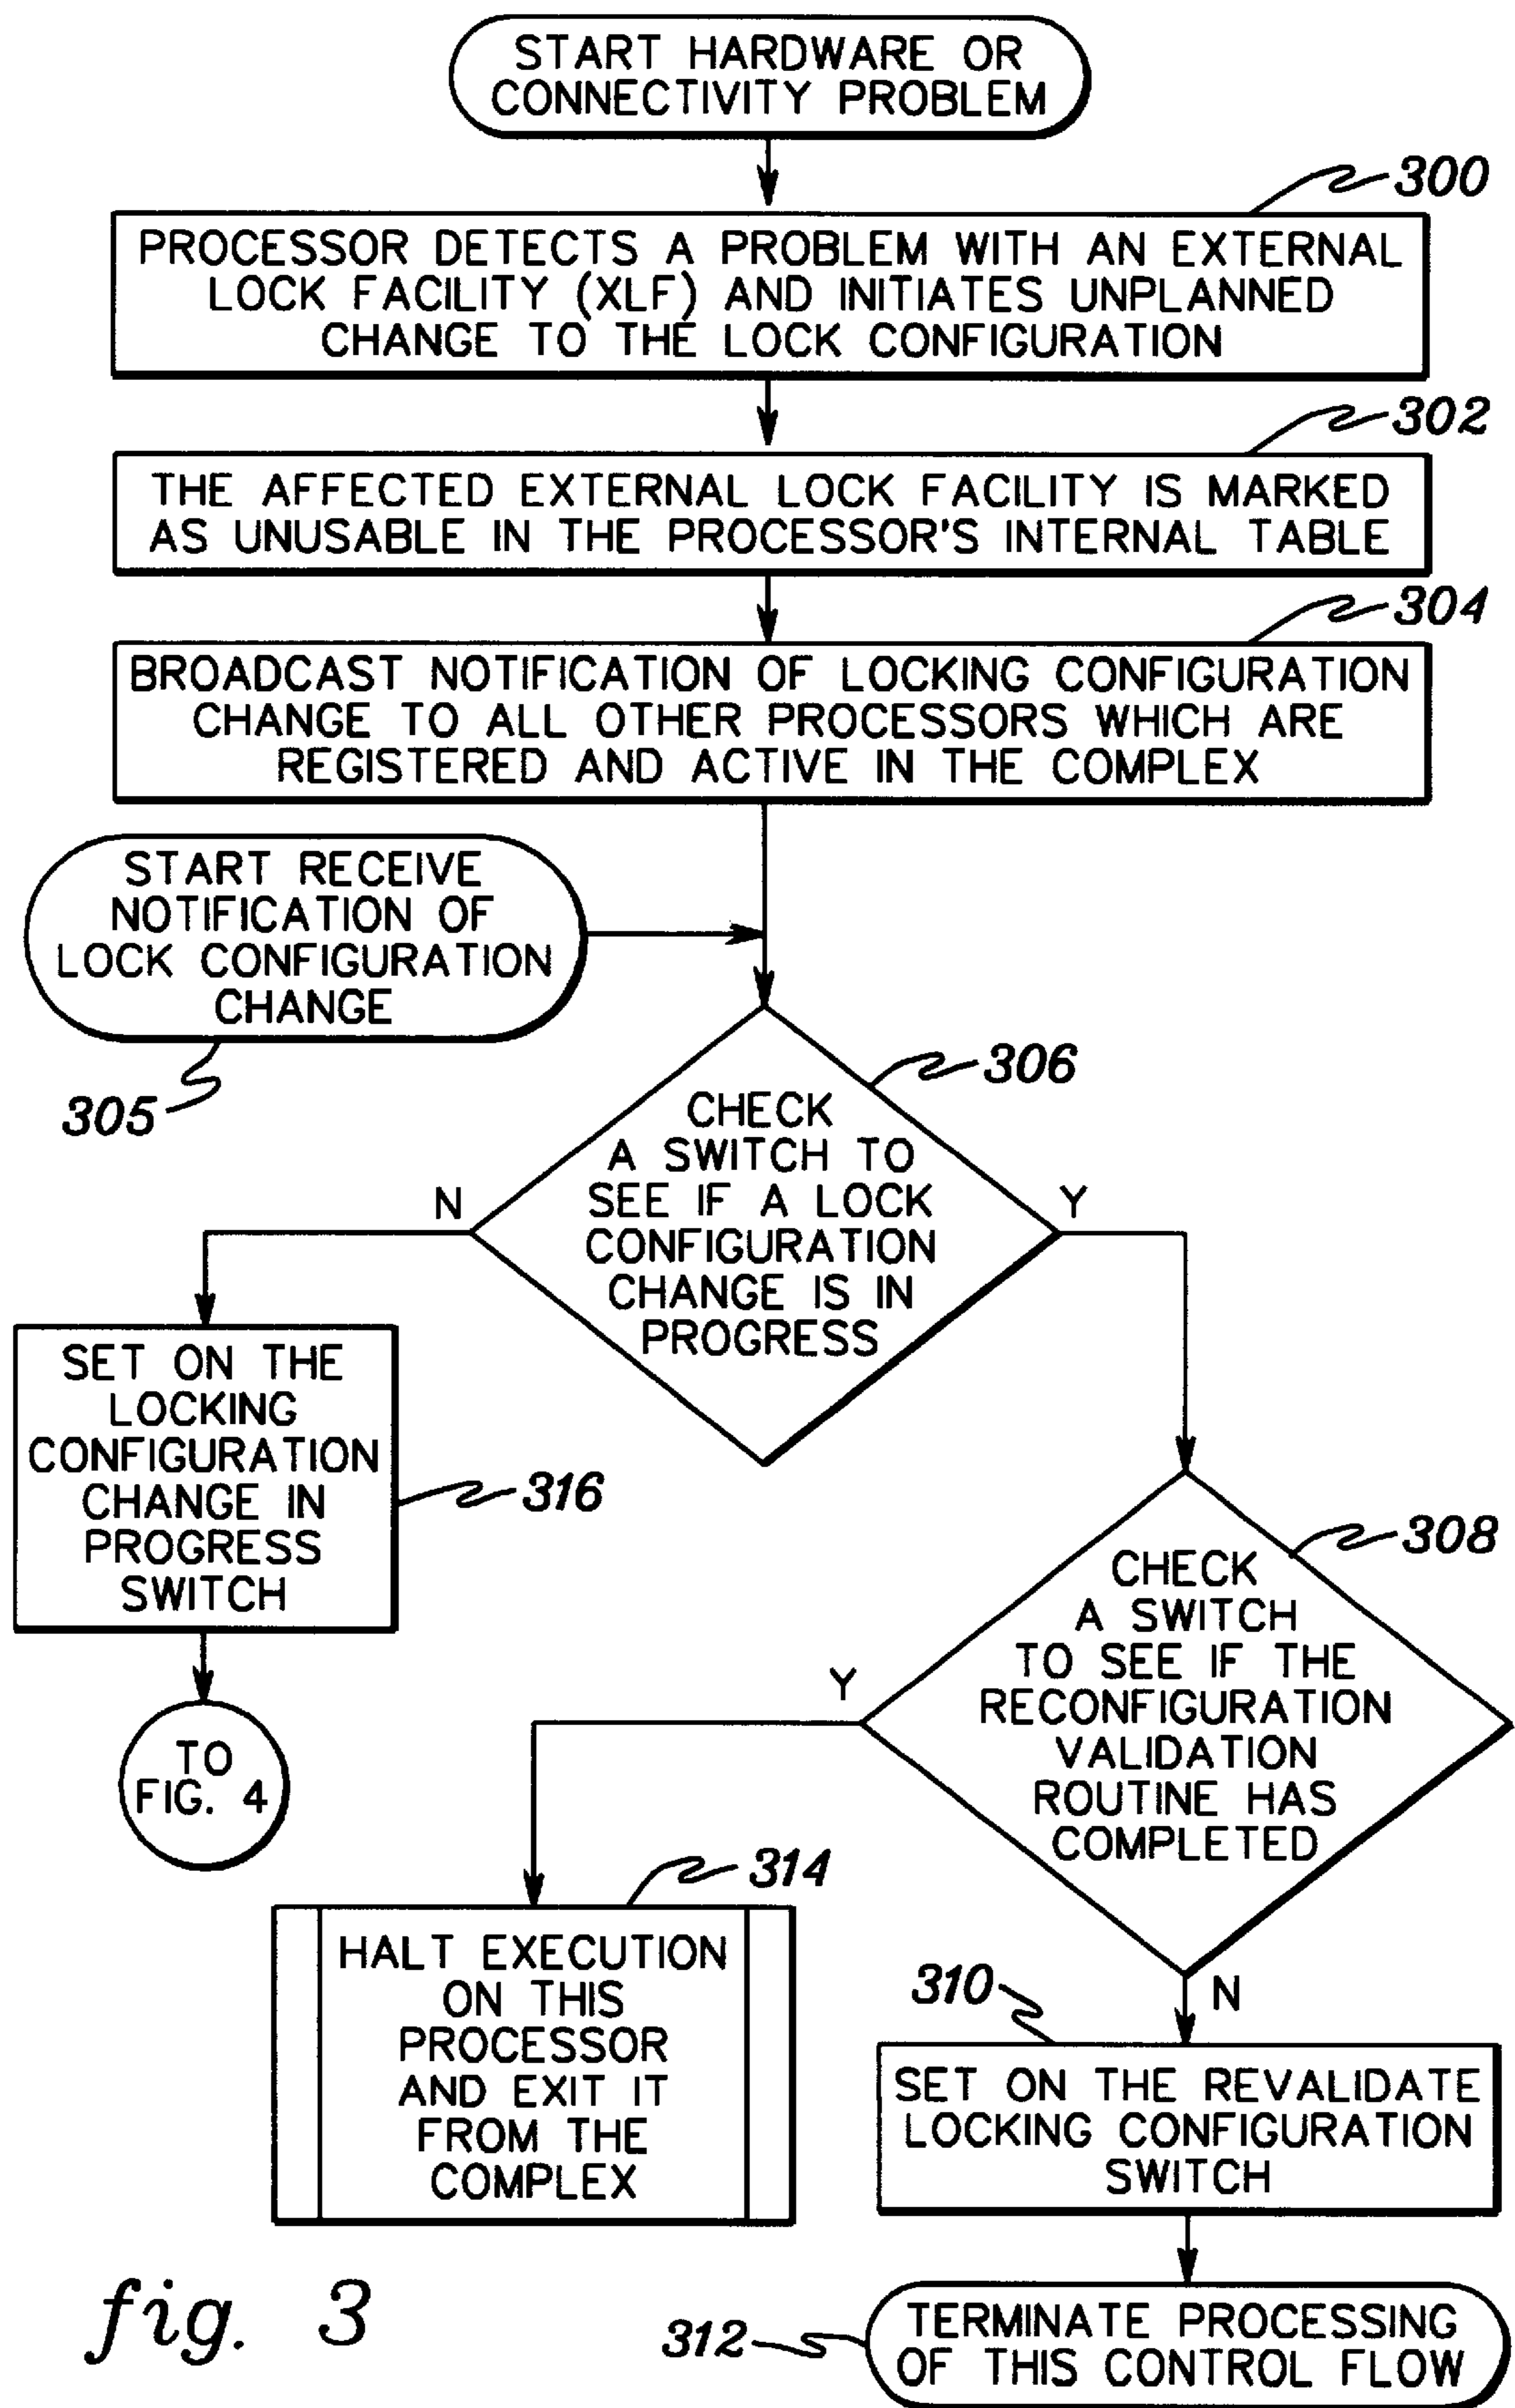 START HARDWARE OR
CONNECTIVITY PROBLEM
300
PROCESSOR DETECTS A PROBLEM WITH AN EXTERNAL
LOCK FACILITY (XLF) AND INITIATES UNPLANNED
CHANGE TO THE LOCK CONFIGURATION
302
THE AFFECTED EXTERNAL LOCK FACILITY IS MARKED
AS UNUSABLE IN THE PROCESSOR'S INTERNAL TABLE
304
BROADCAST NOTIFICATION OF LOCKING CONFIGURATION
CHANGE TO ALL OTHER PROCESSORS WHICH ARE
REGISTERED AND ACTIVE IN THE COMPLEX
START RECEIVE
NOTIFICATION OF
LOCK CONFIGURATION
CHANGE
305
306
CHECK
A SWITCH TO
SEE IF A LOCK
CONFIGURATION
CHANGE IS IN
PROGRESS
N
Y
SET ON THE
LOCKING
CONFIGURATION
CHANGE IN
PROGRESS
SWITCH
316
TO
FIG. 4
308
CHECK
A SWITCH
TO SEE IF THE
RECONFIGURATION
VALIDATION
ROUTINE HAS
COMPLETED
Y
N
314
HALT EXECUTION
ON THIS
PROCESSOR
AND EXIT IT
FROM THE
COMPLEX
310
SET ON THE REVALIDATE
LOCKING CONFIGURATION
SWITCH
312
TERMINATE PROCESSING
OF THIS CONTROL FLOW
fig. 3